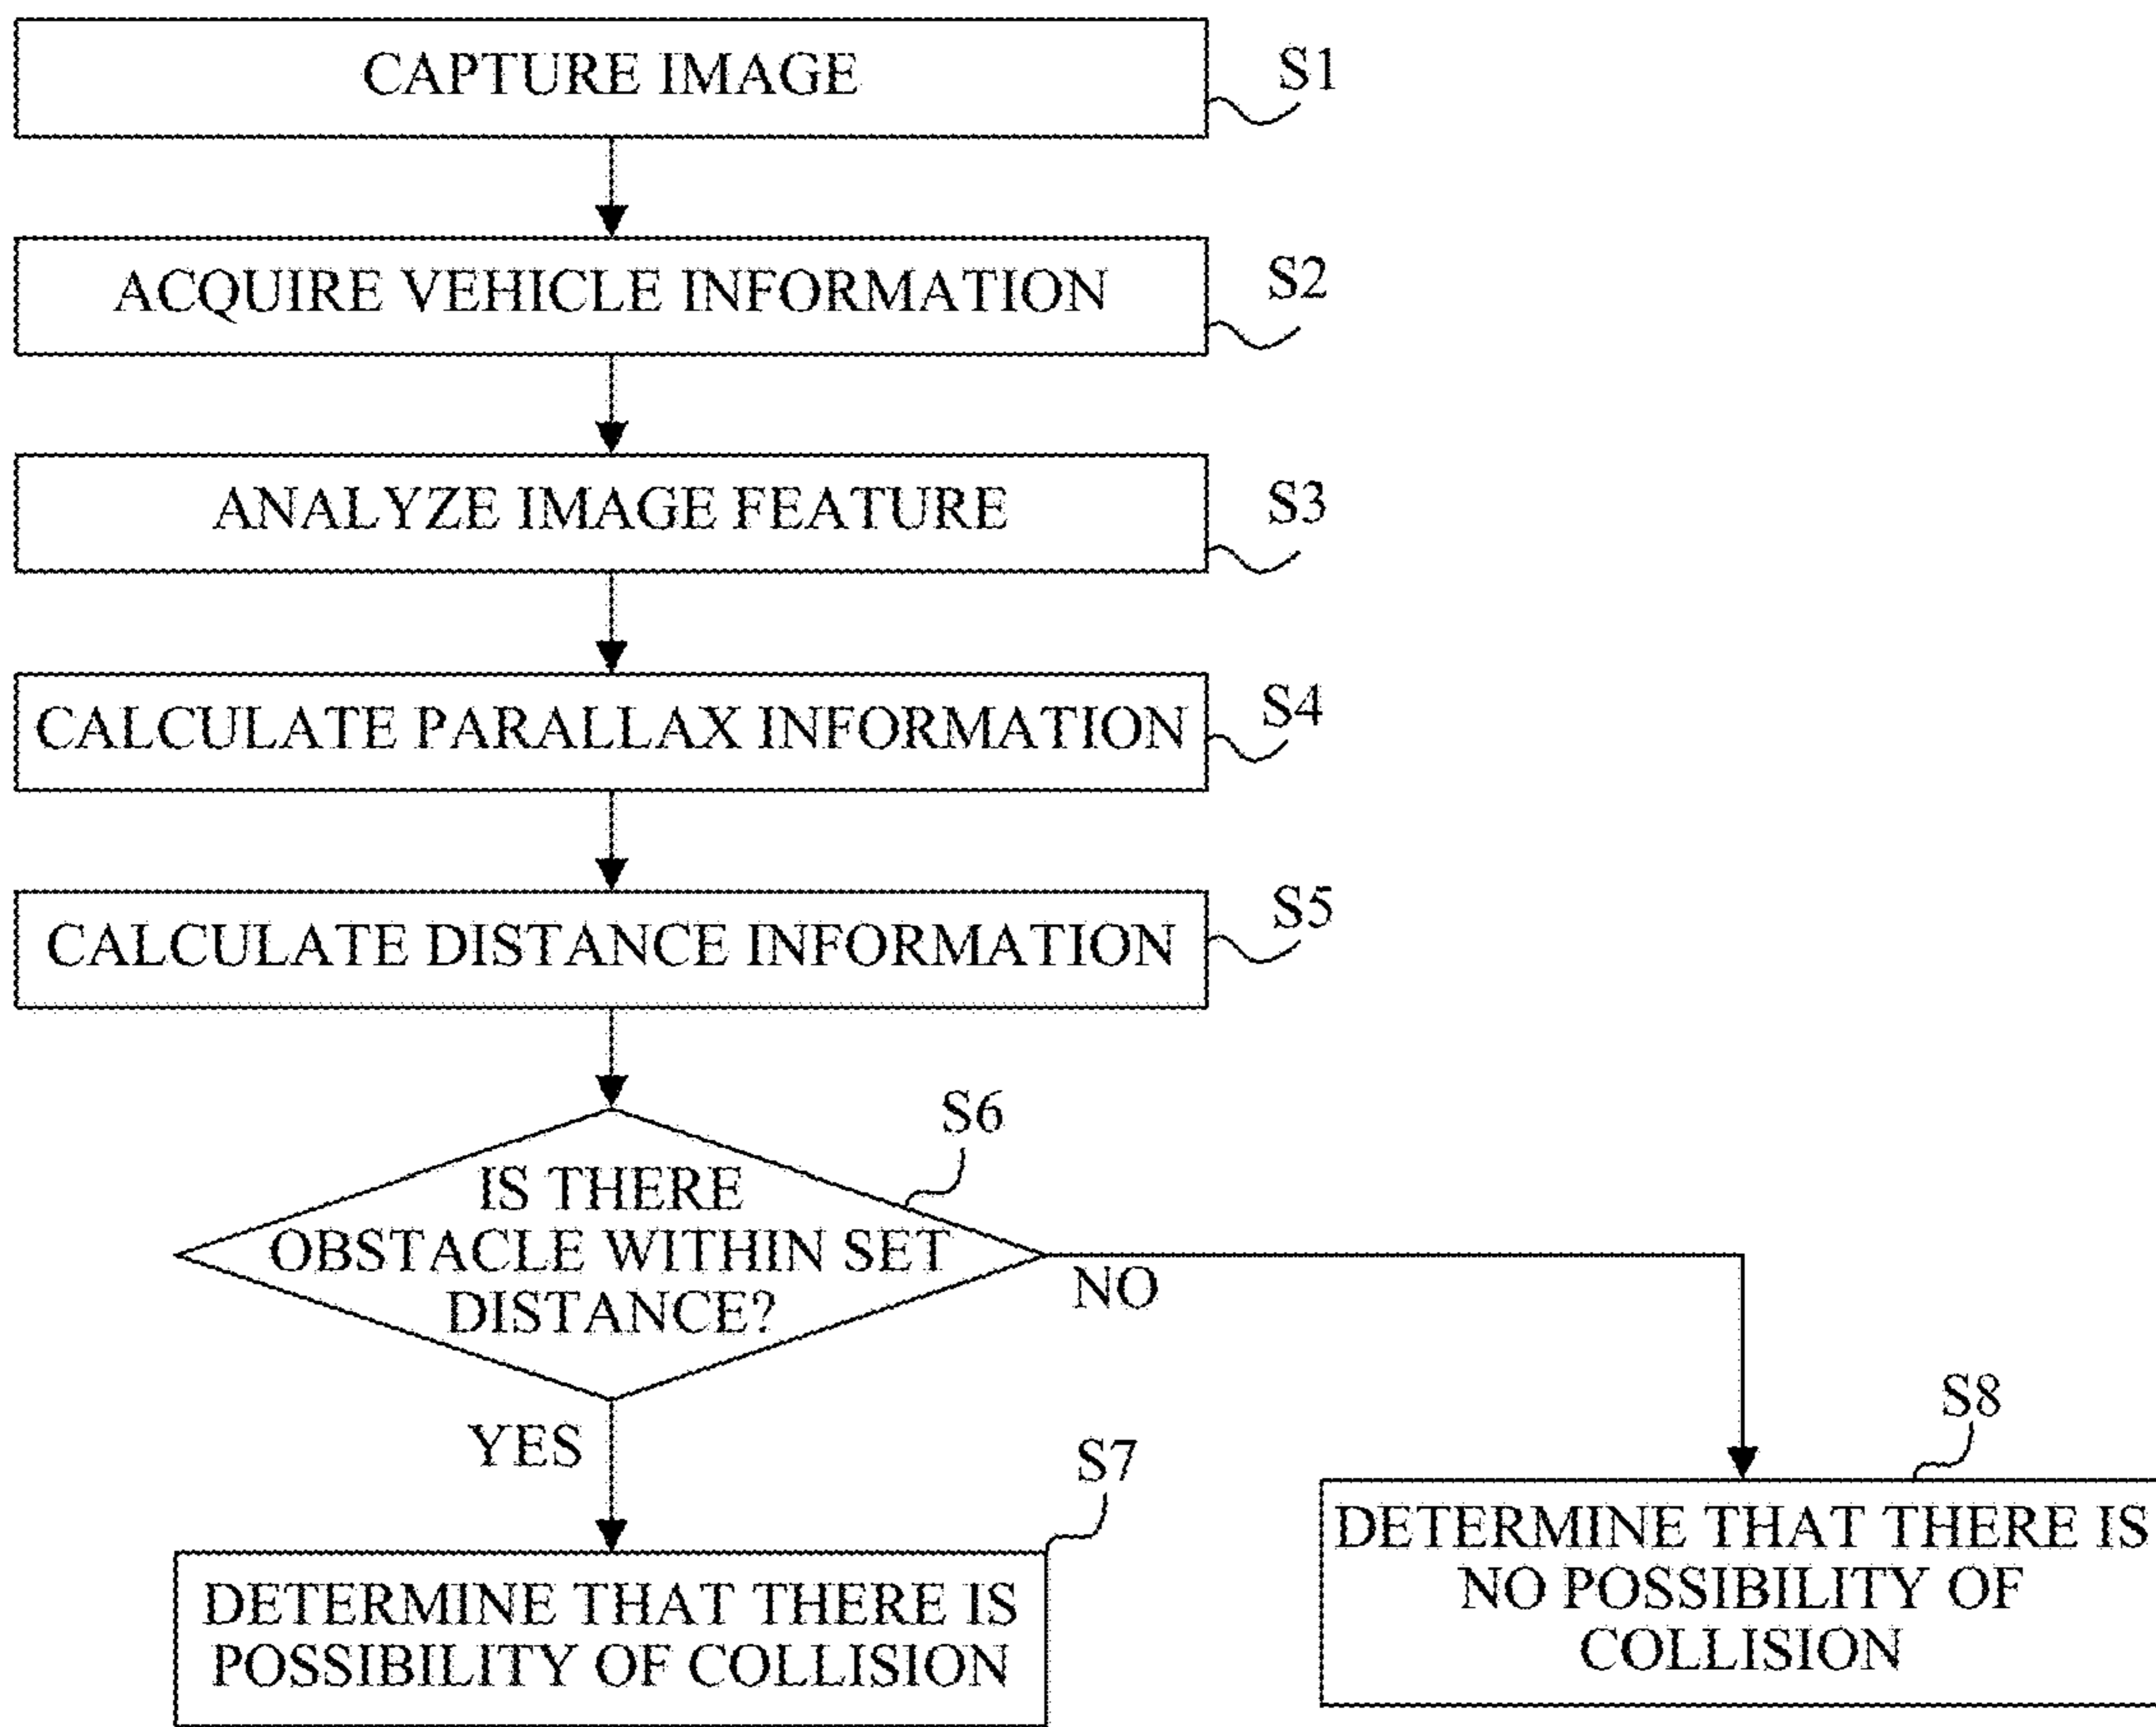 CAPTURE IMAGE
S1
ACQUIRE VEHICLE INFORMATION
S2
ANALYZE IMAGE FEATURE
S3
CALCULATE PARALLAX INFORMATION
S4
CALCULATE DISTANCE INFORMATION
S5
S6
IS THERE
OBSTACLE WITHIN SET
DISTANCE?
NO
YES
S7
DETERMINE THAT THERE IS
POSSIBILITY OF COLLISION
S8
DETERMINE THAT THERE IS
NO POSSIBILITY OF
COLLISION